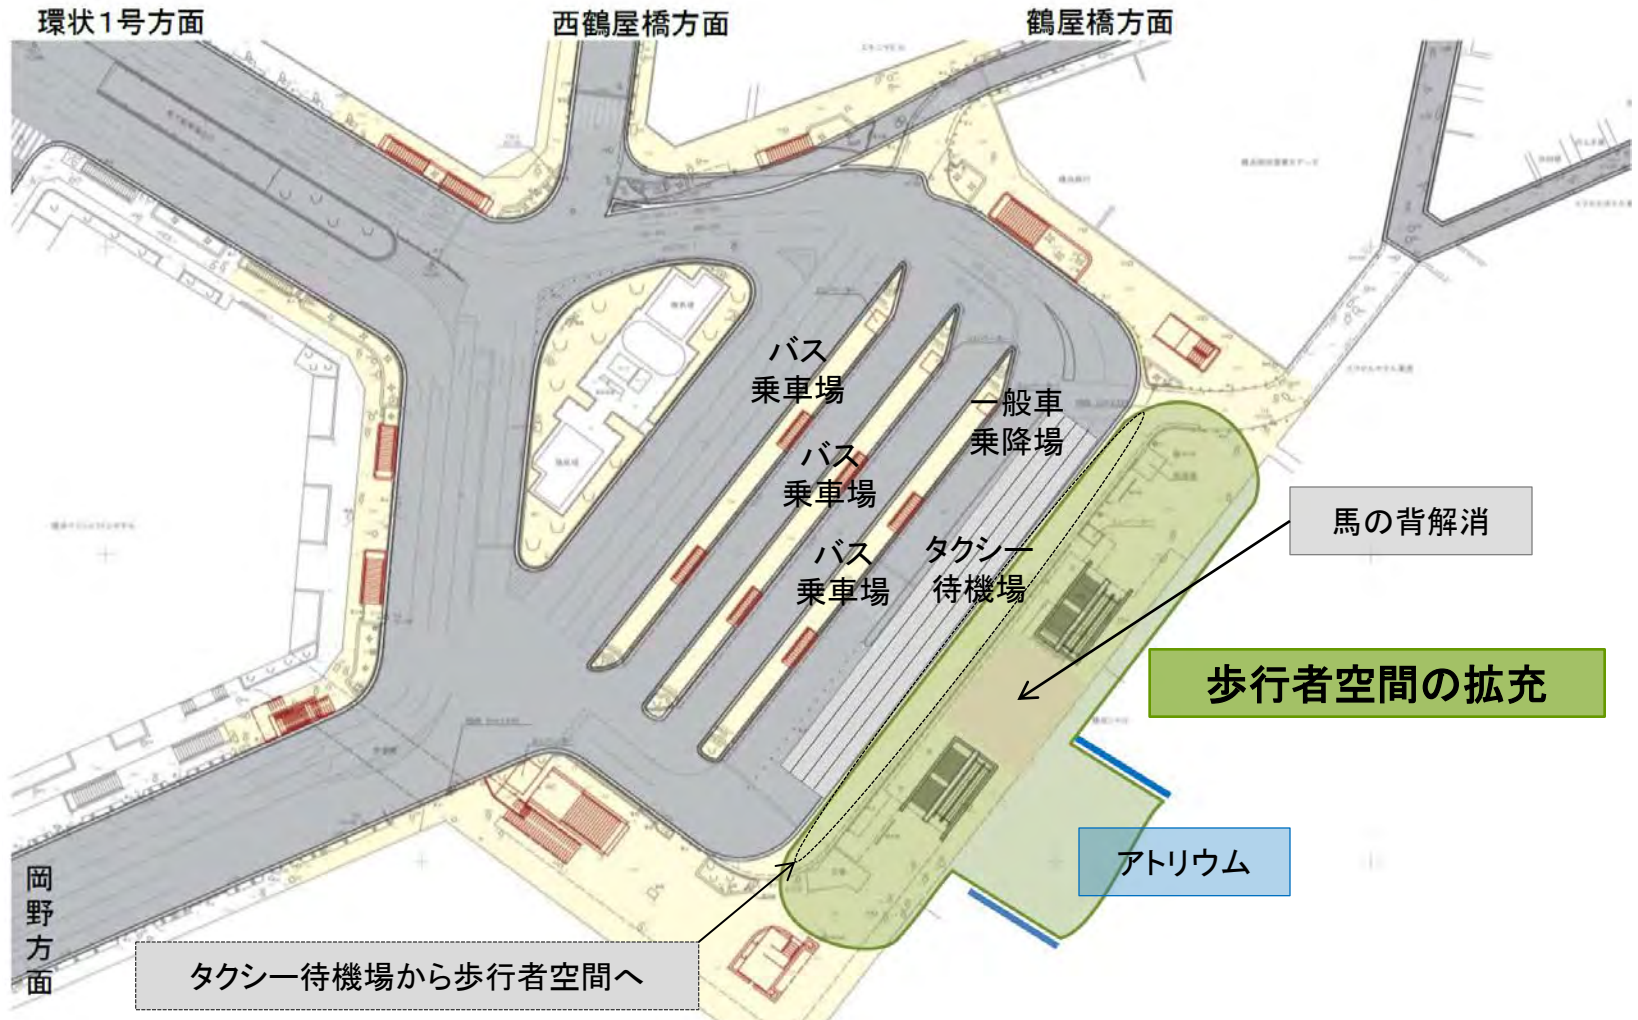 環状1号方面
西鶴屋橋方面
鶴屋橋方面
バス
乗車場
一般車
乗降場
バス
乗車場
バス
乗車場
タクシー
待機場
馬の背解消
歩行者空間の拡充
アトリウム
岡野方面
タクシー待機場から歩行者空間へ